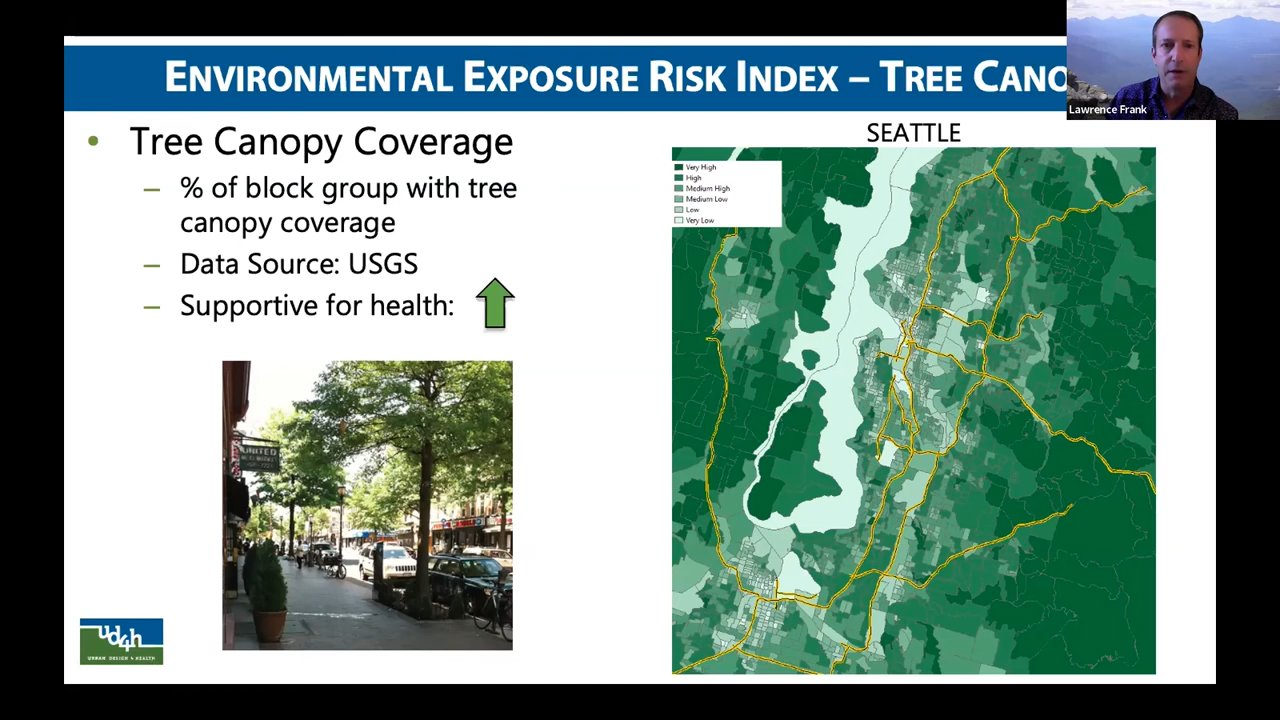 ENVIRONMENTAL EXPOSURE RISK INDEX – TREE CANO
Lawrence Frank
• Tree Canopy Coverage
– % of block group with tree
canopy coverage
– Data Source: USGS
– Supportive for health:
SEATTLE
Very High
High
Medium High
Medium Low
Low
Very Low
UNITED
ud4h
URBAN DESIGN 4 HEALTH